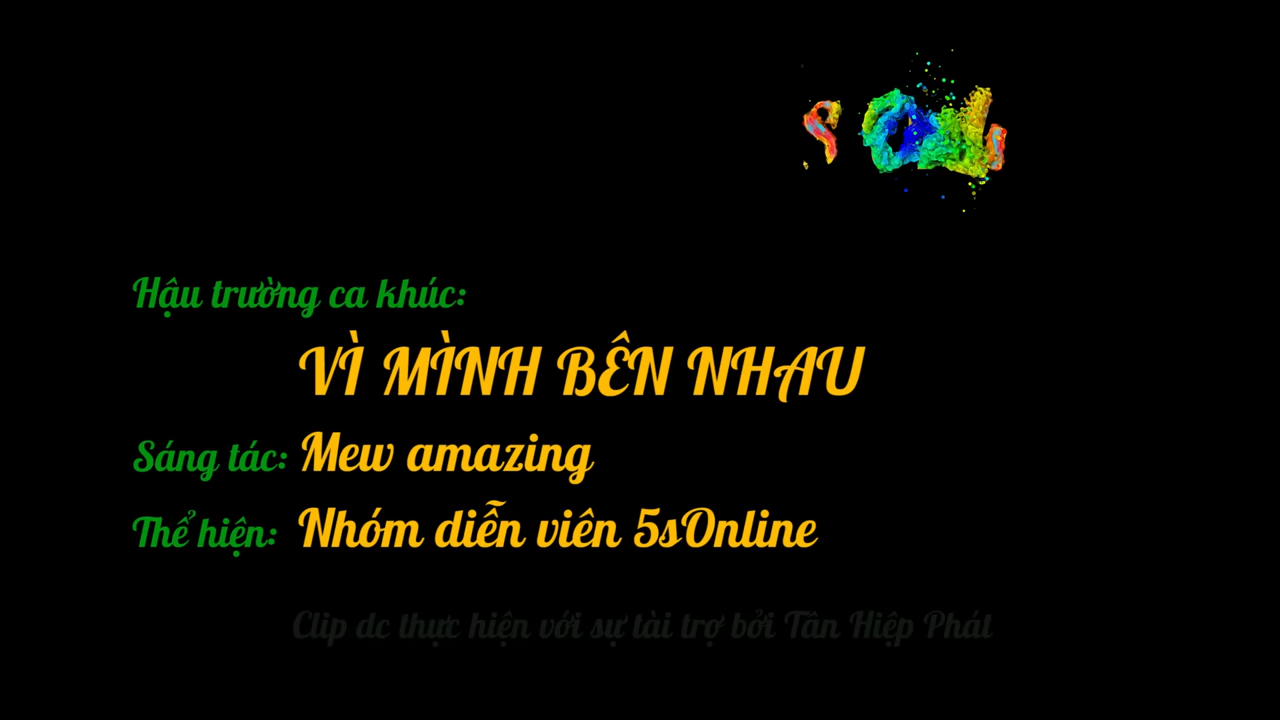 Hậu trường ca khúc:
VÌ MÌNH BÊN NHAU
Sáng tác: Mew amazing
Thể hiện: Nhóm diễn viên 5sOnline
Clip dc thực hiện với sự tài trợ bởi Tân Hiệp Phát